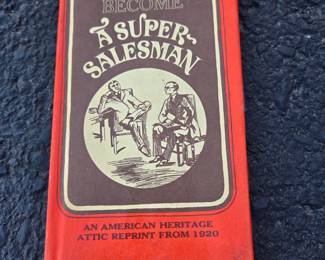 BECOME
A SUPER-
SALESMAN
AN AMERICAN HERITAGE
ATTIC REPRINT FROM 1920